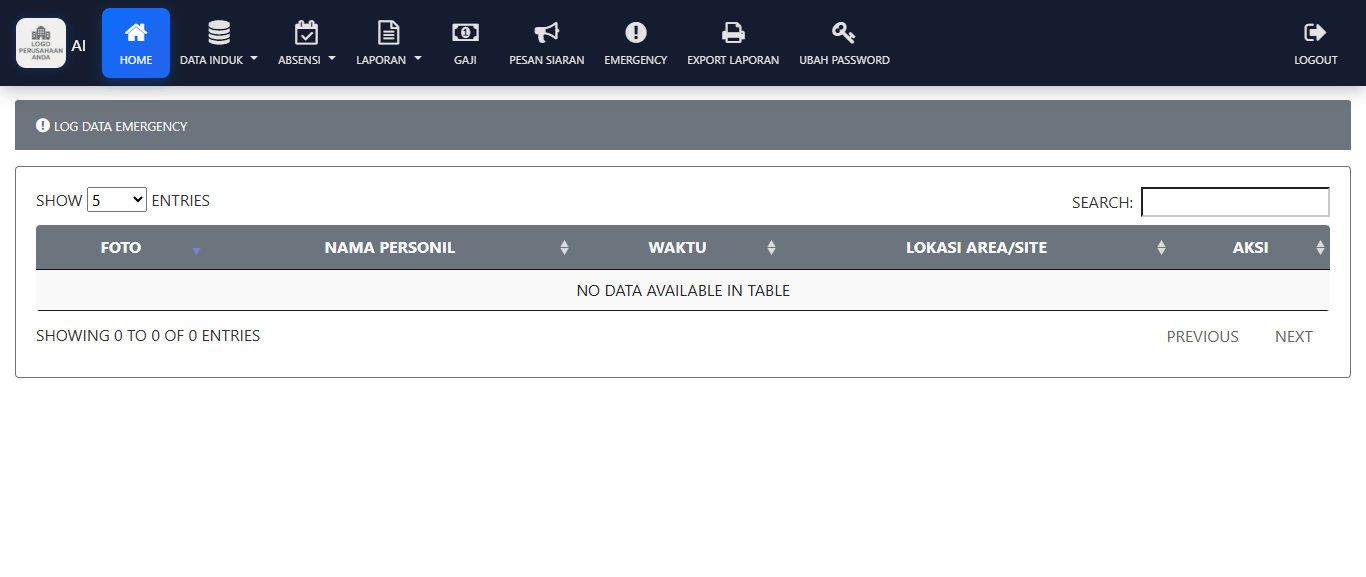 LOGO
PERUSAHAAN
ANDA
AI
HOME
DATA INDUK
ABSENSI
LAPORAN
GAJI
PESAN SIARAN
EMERGENCY
EXPORT LAPORAN
UBAH PASSWORD
LOGOUT
LOG DATA EMERGENCY
SHOW 5 ENTRIES
SEARCH:
FOTO NAMA PERSONIL WAKTU LOKASI AREA/SITE AKSI
NO DATA AVAILABLE IN TABLE
SHOWING 0 TO 0 OF 0 ENTRIES
PREVIOUS NEXT